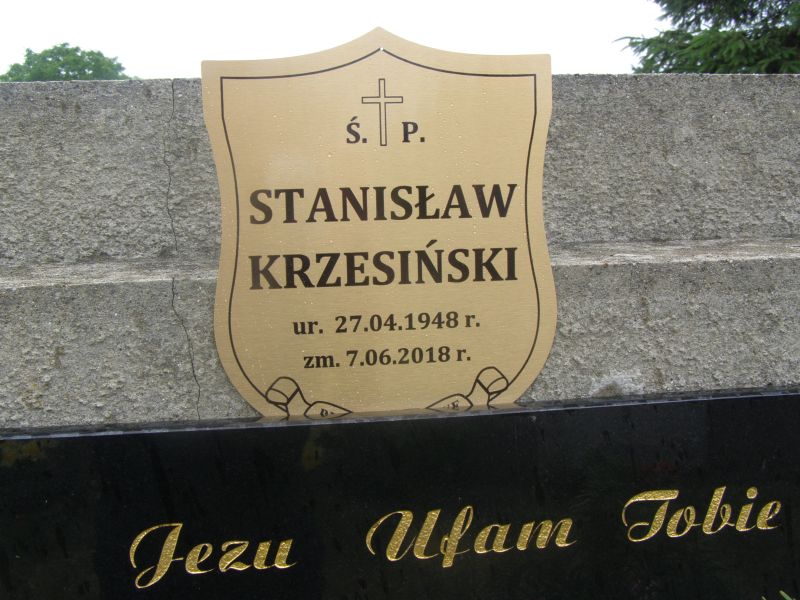 Ś. P.
STANISŁAW
KRZESIŃSKI
ur. 27.04.1948 r.
zm. 7.06.2018 r.
Jezu Ufam Tobie